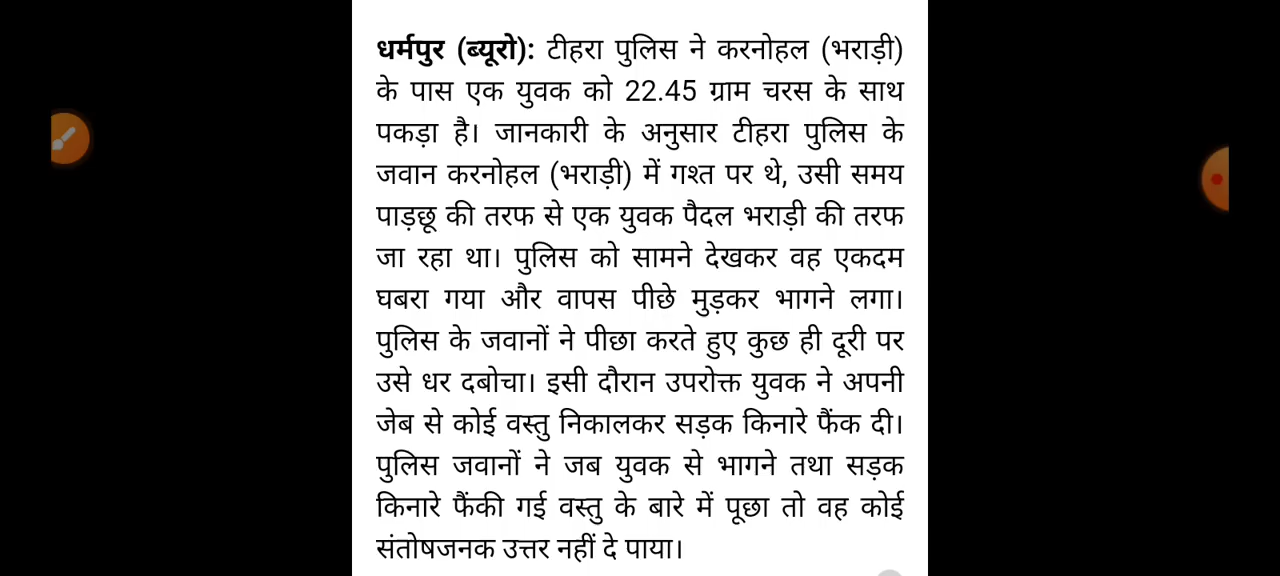 धर्मपुर (ब्यूरो): टीहरा पुलिस ने करनोहल (भराड़ी)
के पास एक युवक को 22.45 ग्राम चरस के साथ
पकड़ा है। जानकारी के अनुसार टीहरा पुलिस के
जवान करनोहल (भराड़ी) में गश्त पर थे, उसी समय
पाड़छू की तरफ से एक युवक पैदल भराड़ी की तरफ
जा रहा था। पुलिस को सामने देखकर वह एकदम
घबरा गया और वापस पीछे मुड़कर भागने लगा।
पुलिस के जवानों ने पीछा करते हुए कुछ ही दूरी पर
उसे धर दबोचा। इसी दौरान उपरोक्त युवक ने अपनी
जेब से कोई वस्तु निकालकर सड़क किनारे फैंक दी।
पुलिस जवानों ने जब युवक से भागने तथा सड़क
किनारे फैंकी गई वस्तु के बारे में पूछा तो वह कोई
संतोषजनक उत्तर नहीं दे पाया।